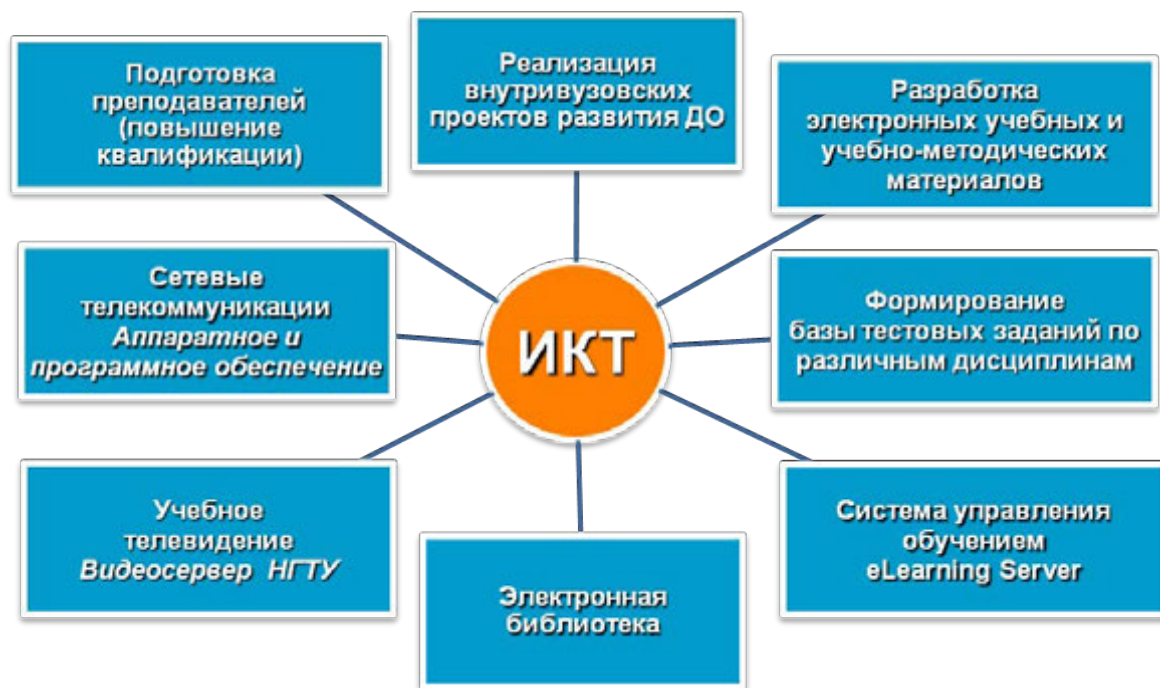 Подготовка
преподавателей
(повышение
квалификации)
Реализация
внутривузовских
проектов развития ДО
Разработка
электронных учебных и
учебно-методических
материалов
Сетевые
телекоммуникации
Аппаратное и
программное обеспечение
ИКТ
Формирование
базы тестовых заданий по
различным дисциплинам
Учебное
телевидение
Видеосервер НГТУ
Электронная
библиотека
Система управления
обучением
eLearning Server